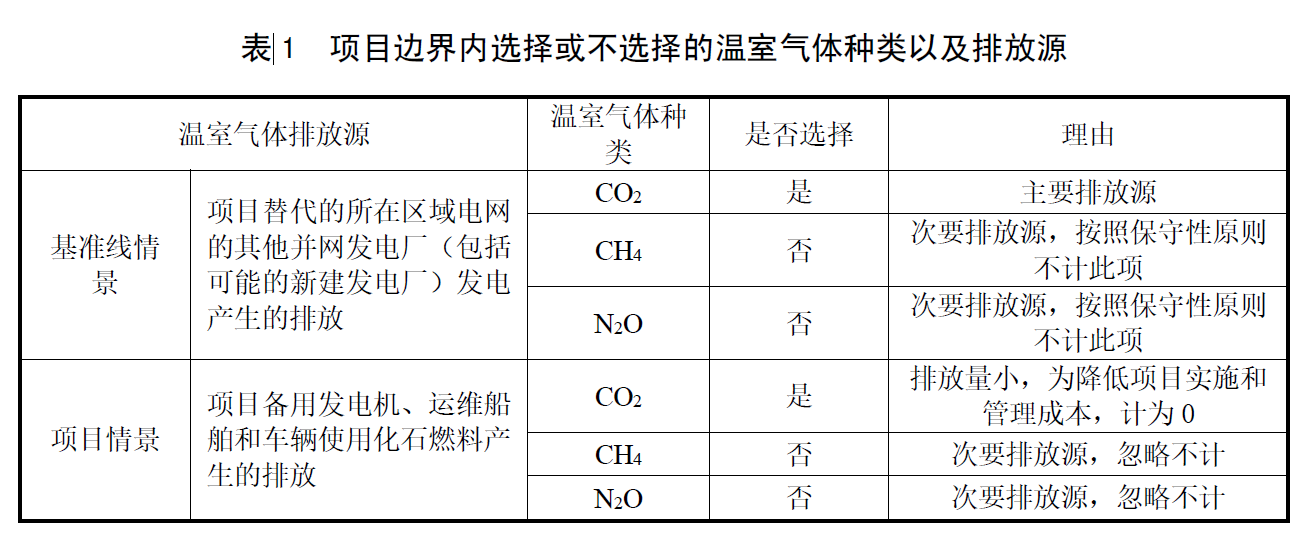 表1 项目边界内选择或不选择的温室气体种类以及排放源
温室气体排放源
温室气体种
类
是否选择
理由
基准线情
景
项目替代的所在区域电网
的其他并网发电厂（包括
可能的新建发电厂）发电
产生的排放
CO2
是
主要排放源
CH4
否
次要排放源，按照保守性原则
不计此项
N2O
否
次要排放源，按照保守性原则
不计此项
项目情景
项目备用发电机、运维船
舶和车辆使用化石燃料产
生的排放
CO2
是
排放量小，为降低项目实施和
管理成本，计为0
CH4
否
次要排放源，忽略不计
N2O
否
次要排放源，忽略不计